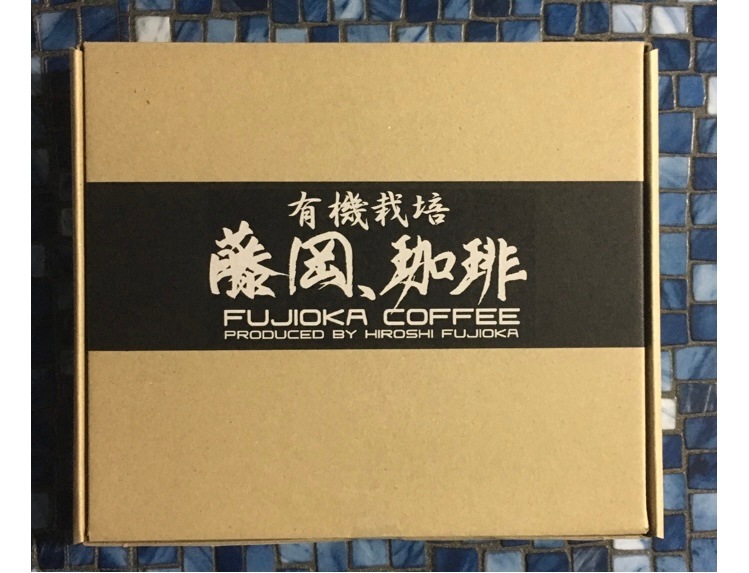 有機栽培
藤岡、珈琲
FUJIOKA COFFEE
PRODUCED BY HIROSHI FUJIOKA